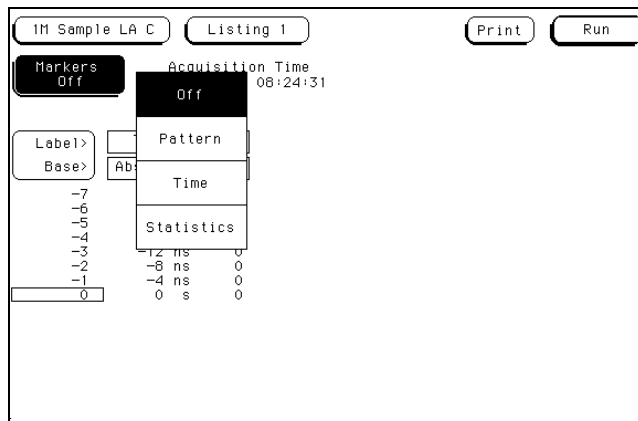 1M Sample LA C Listing 1 Print Run
Markers Off
Acquisition Time
08:24:31
Off
Pattern
Time
Statistics
Label>
Base>
-7
-6
-5
-4
-3 -12 ns 0
-2 -8 ns 0
-1 -4 ns 0
0 0 s 0